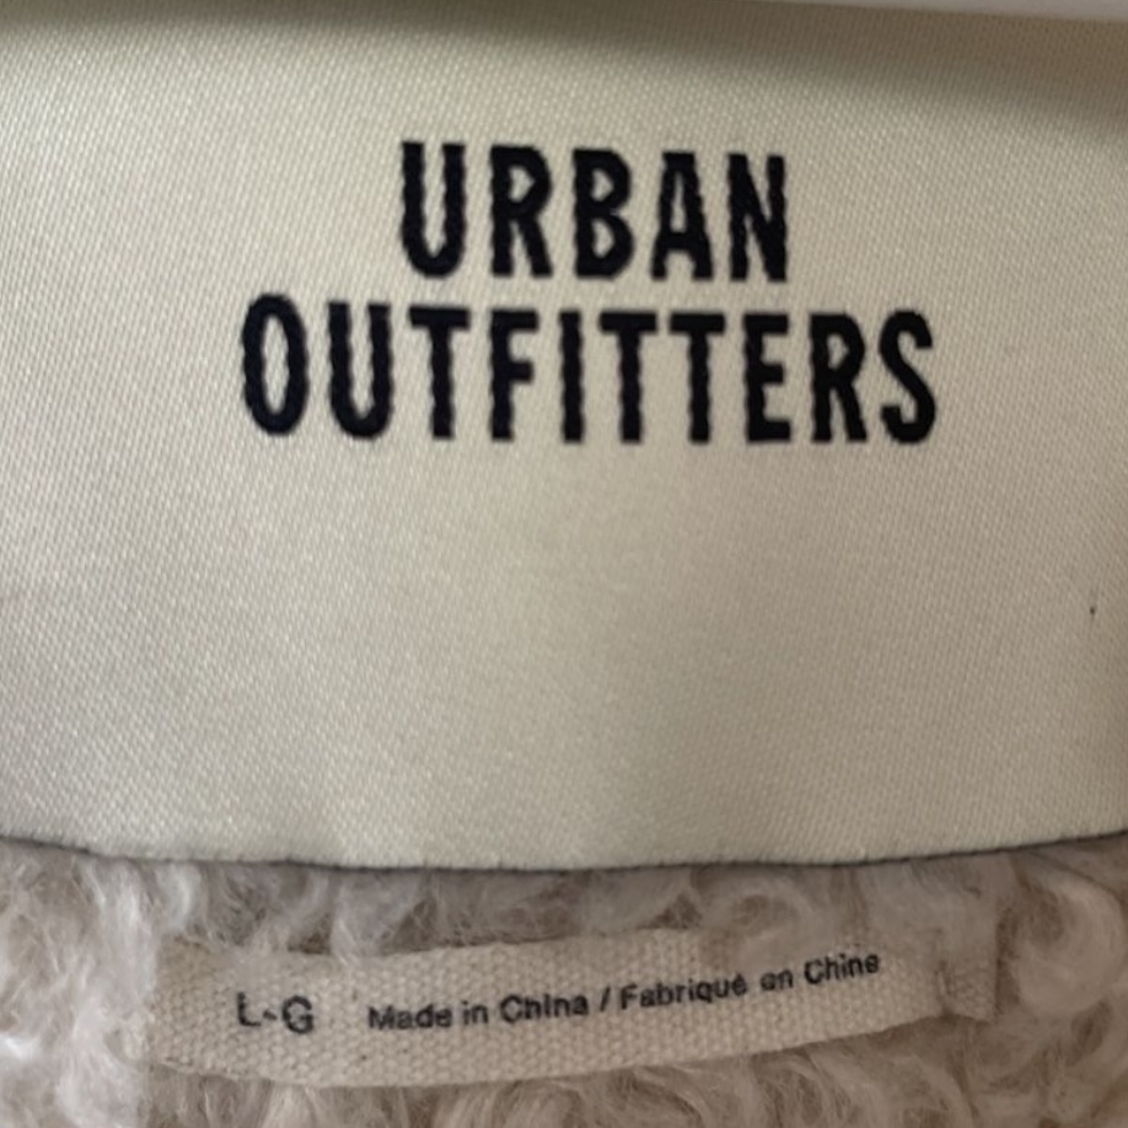 URBAN
OUTFITTERS
L-G Made in China / Fabriqué en Chine